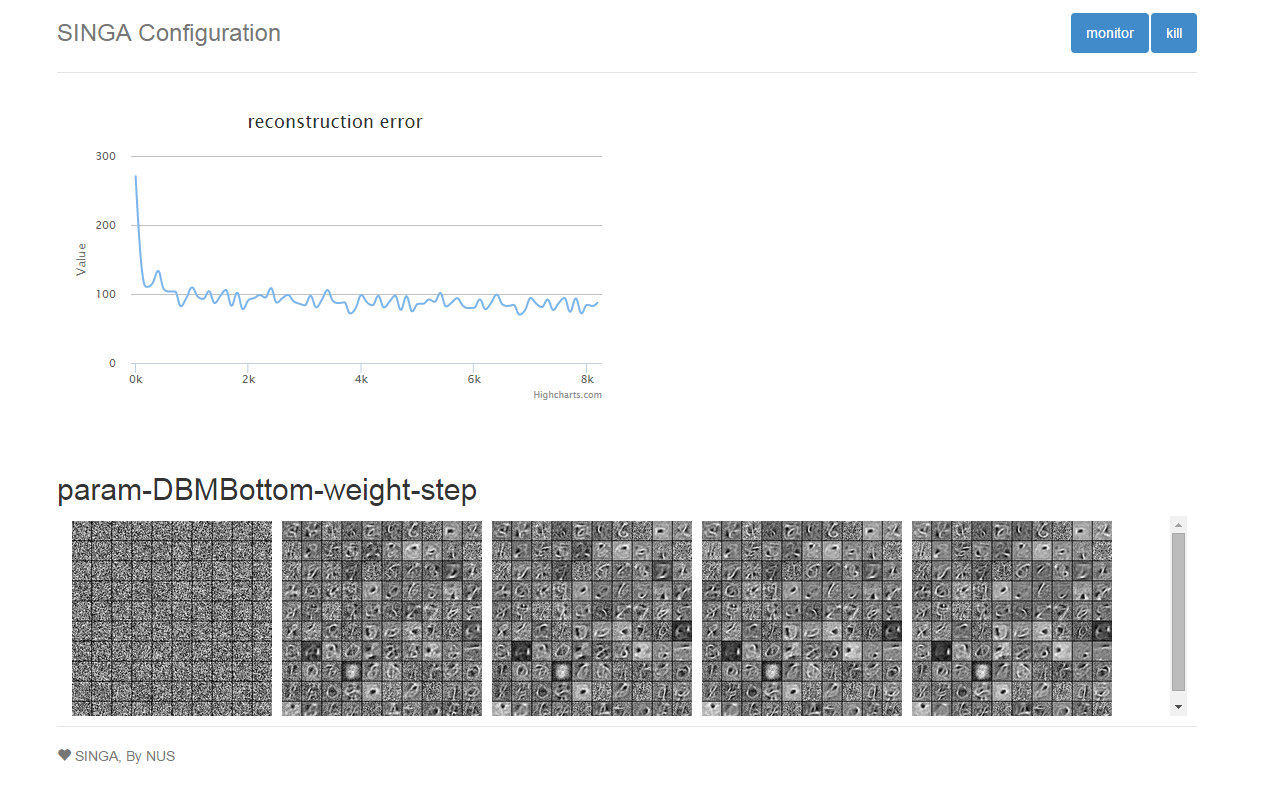 SINGA Configuration
monitor
kill
reconstruction error
300
200
100
0
Value
0k
2k
4k
6k
8k
Highcharts.com
param-DBMBottom-weight-step
SINGA, By NUS